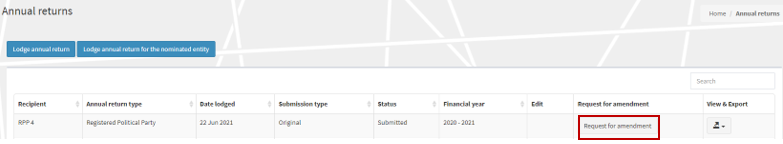 Annual returns
Home / Annual returns
Lodge annual return Lodge annual return for the nominated entity
Search
Recipient Annual return type Date lodged Submission type Status Financial year Edit Request for amendment View & Export
RPP 4 Registered Political Party 22 Jun 2021 Original Submitted 2020 - 2021 Request for amendment